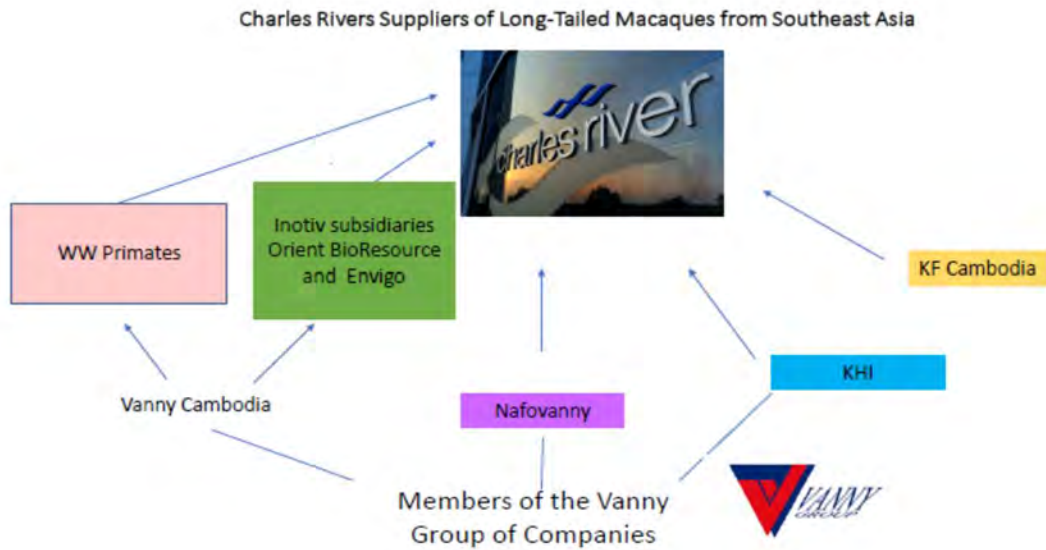 Charles Rivers Suppliers of Long-Tailed Macaques from Southeast Asia
charles river
WW Primates
Inotiv subsidiaries
Orient BioResource
and Envigo
KF Cambodia
KHI
Vanny Cambodia
Nafovanny
Members of the Vanny
Group of Companies
VANNY
GROUP